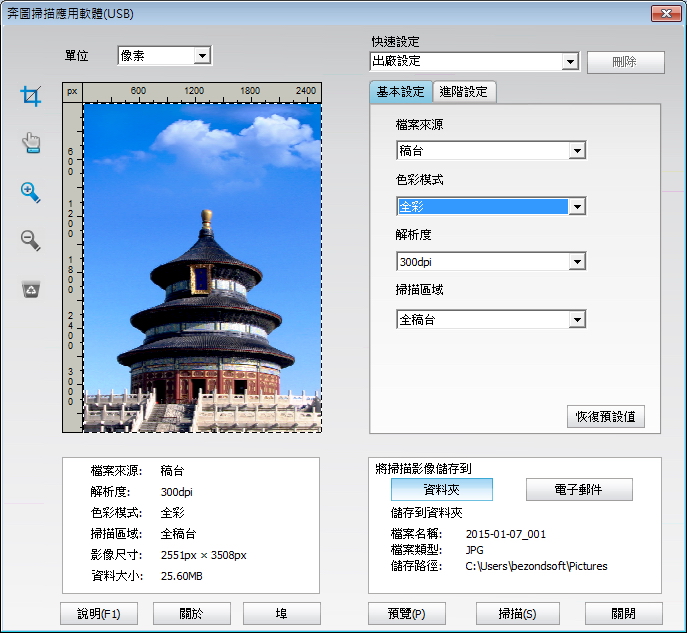 奔圖掃描應用軟體(USB)
單位
像素
快速設定
出廠設定
刪除
基本設定
進階設定
px 600 1200 1800 2400
600
1200
1800
2400
3000
檔案來源
稿台
色彩模式
全彩
解析度
300dpi
掃描區域
全稿台
恢復預設值
檔案來源: 稿台
解析度: 300dpi
色彩模式: 全彩
掃描區域: 全稿台
影像尺寸: 2551px × 3508px
資料大小: 25.60MB
將掃描影像儲存到
資料夾
電子郵件
儲存到資料夾
檔案名稱: 2015-01-07_001
檔案類型: JPG
儲存路徑: C:\Users\bezondsoft\Pictures
說明(F1)
關於
埠
預覽(P)
掃描(S)
關閉